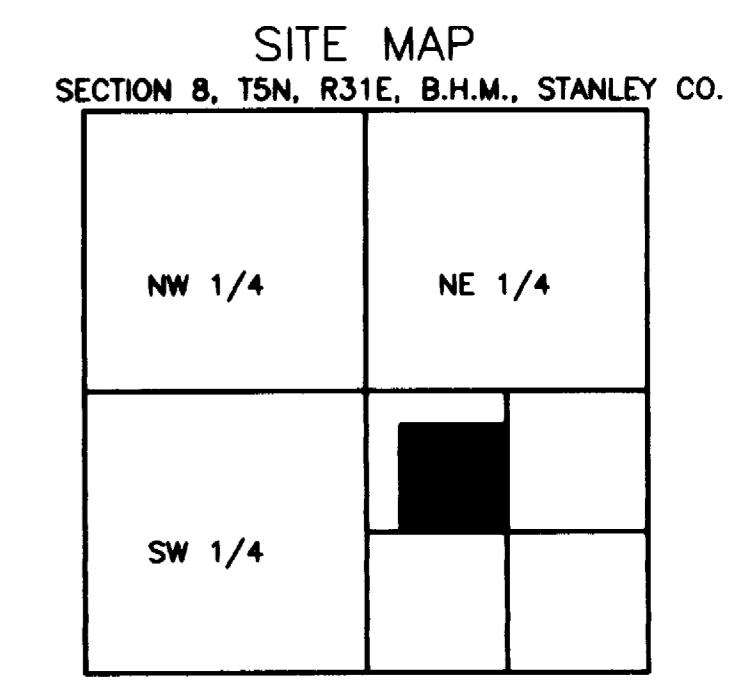 SITE MAP
SECTION 8, T5N, R31E, B.H.M., STANLEY CO.
NW 1/4
NE 1/4
SW 1/4